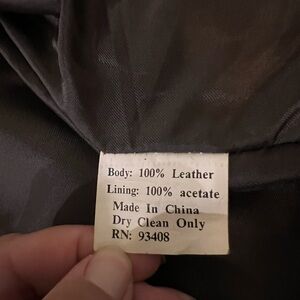 Body: 100% Leather
Lining: 100% acetate
Made In China
Dry Clean Only
RN: 93408